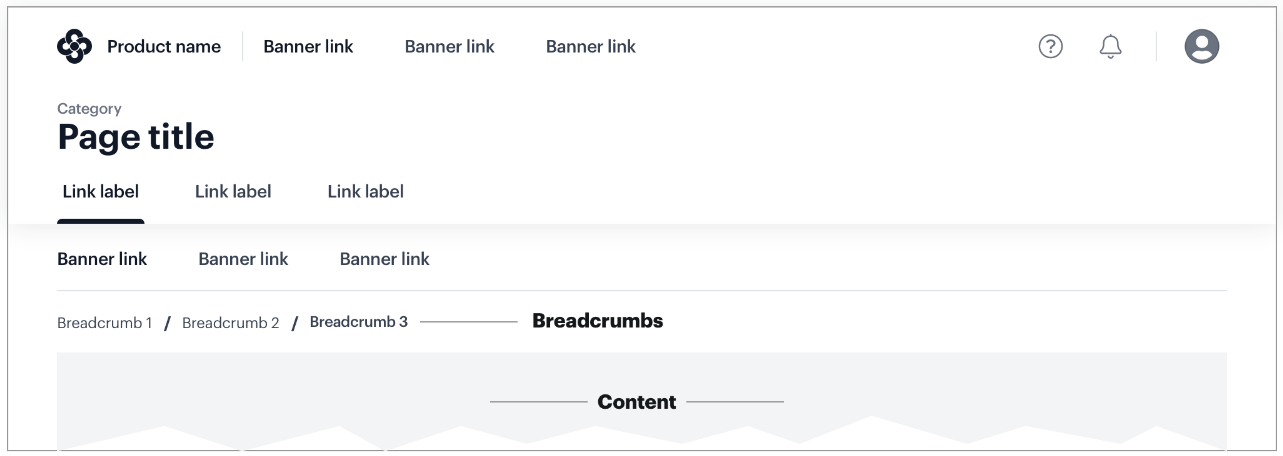 Product name Banner link Banner link Banner link
Category
Page title
Link label Link label Link label
Banner link Banner link Banner link
Breadcrumb 1 / Breadcrumb 2 / Breadcrumb 3 Breadcrumbs
Content